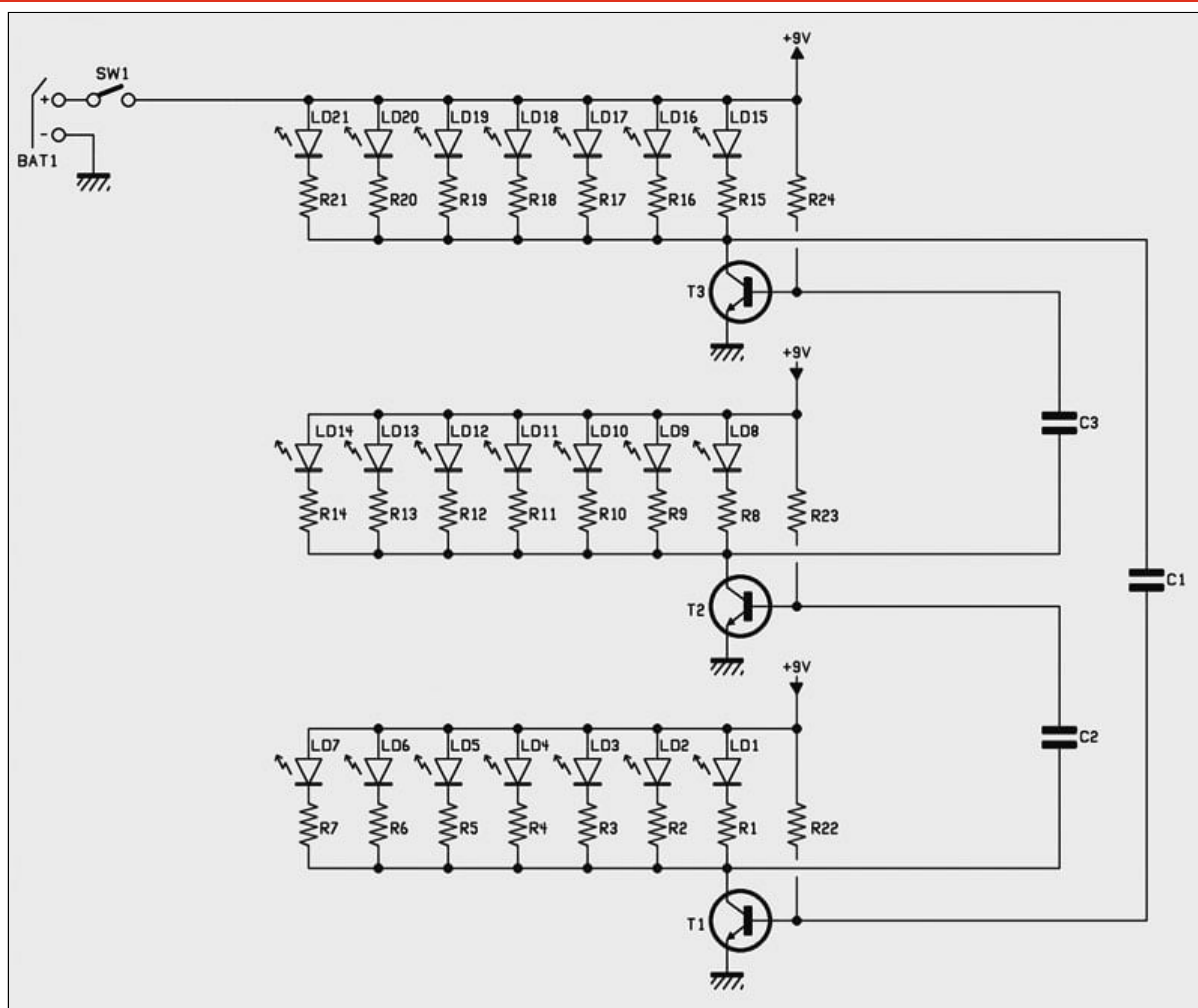 +9V
SW1
+
-
BAT1
LD21 LD20 LD19 LD18 LD17 LD16 LD15
R21 R20 R19 R18 R17 R16 R15 R24
T3
+9V
C3
LD14 LD13 LD12 LD11 LD10 LD9 LD8
R14 R13 R12 R11 R10 R9 R8 R23
C1
T2
+9V
C2
LD7 LD6 LD5 LD4 LD3 LD2 LD1
R7 R6 R5 R4 R3 R2 R1 R22
T1